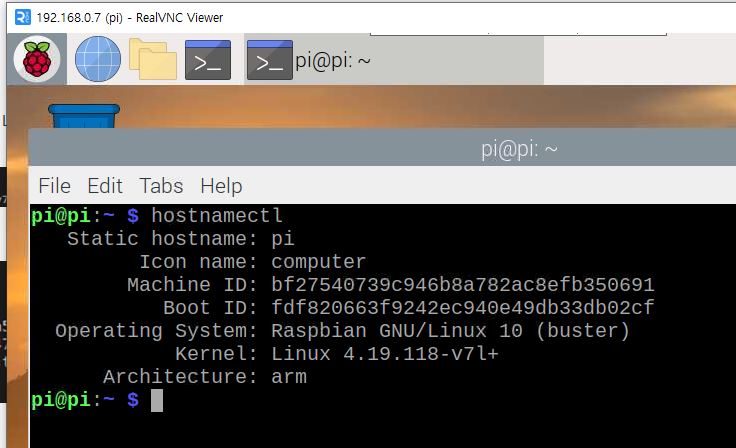 192.168.0.7 (pi) - RealVNC Viewer
pi@pi: ~
pi@pi: ~
File Edit Tabs Help
pi@pi:~ $ hostnamectl
Static hostname: pi
Icon name: computer
Machine ID: bf27540739c946b8a782ac8efb350691
Boot ID: fdf820663f9242ec940e49db33db02cf
Operating System: Raspbian GNU/Linux 10 (buster)
Kernel: Linux 4.19.118-v7l+
Architecture: arm
pi@pi:~ $